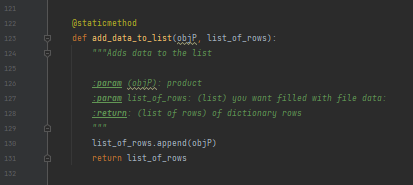 121
122 @staticmethod
123 def add_data_to_list(objP, list_of_rows):
124 """Adds data to the list
125
126 :param (objP): product
127 :param list_of_rows: (list) you want filled with file data:
128 :return: (list of rows) of dictionary rows
129 """
130 list_of_rows.append(objP)
131 return list_of_rows
132